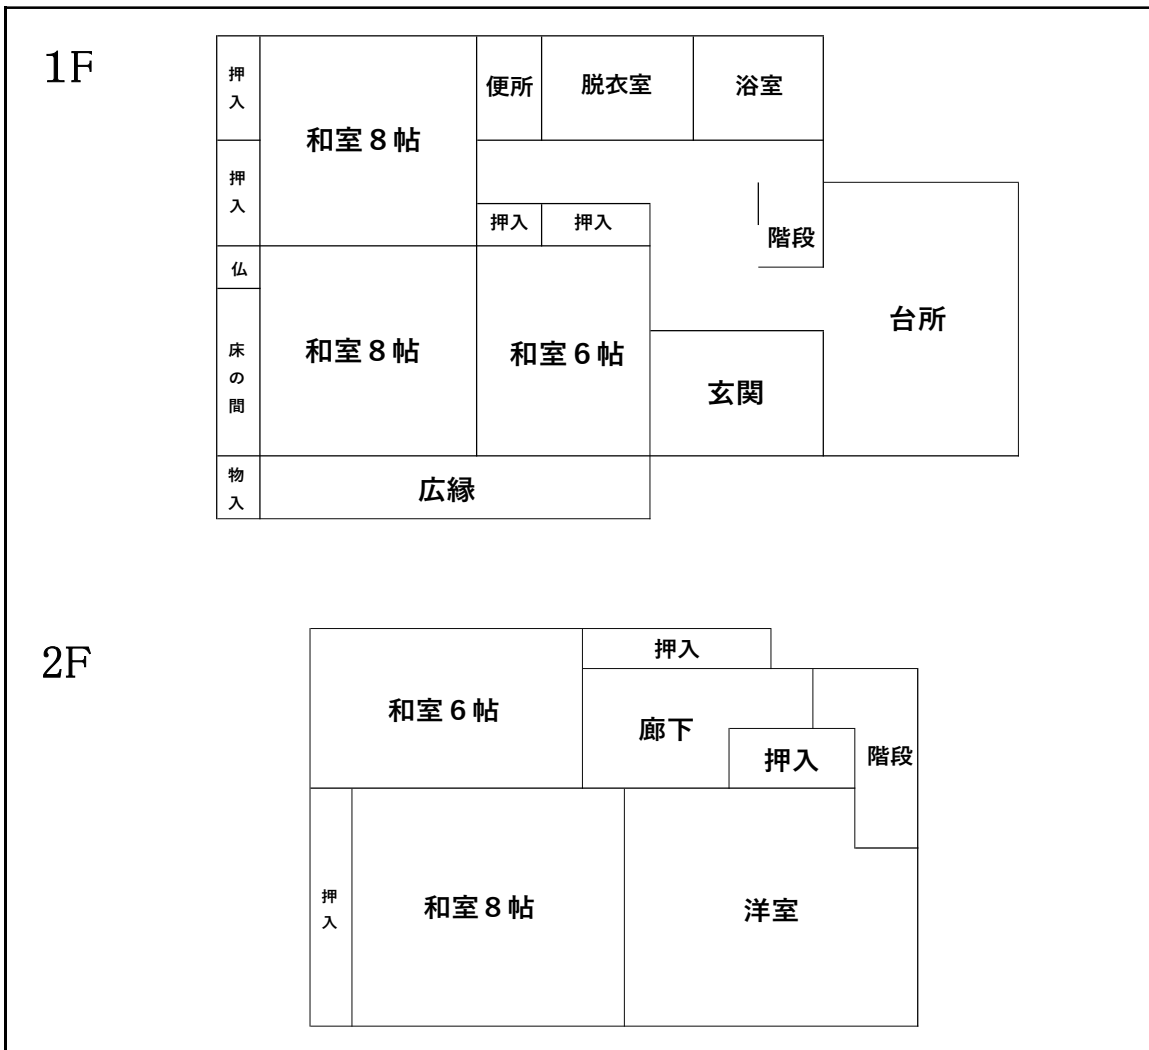 1F
押入
便所
脱衣室
浴室
和室８帖
押入
押入
押入
階段
仏
台所
床の間
和室８帖
和室６帖
玄関
物入
広縁
2F
押入
和室６帖
廊下
押入
階段
押入
和室８帖
洋室